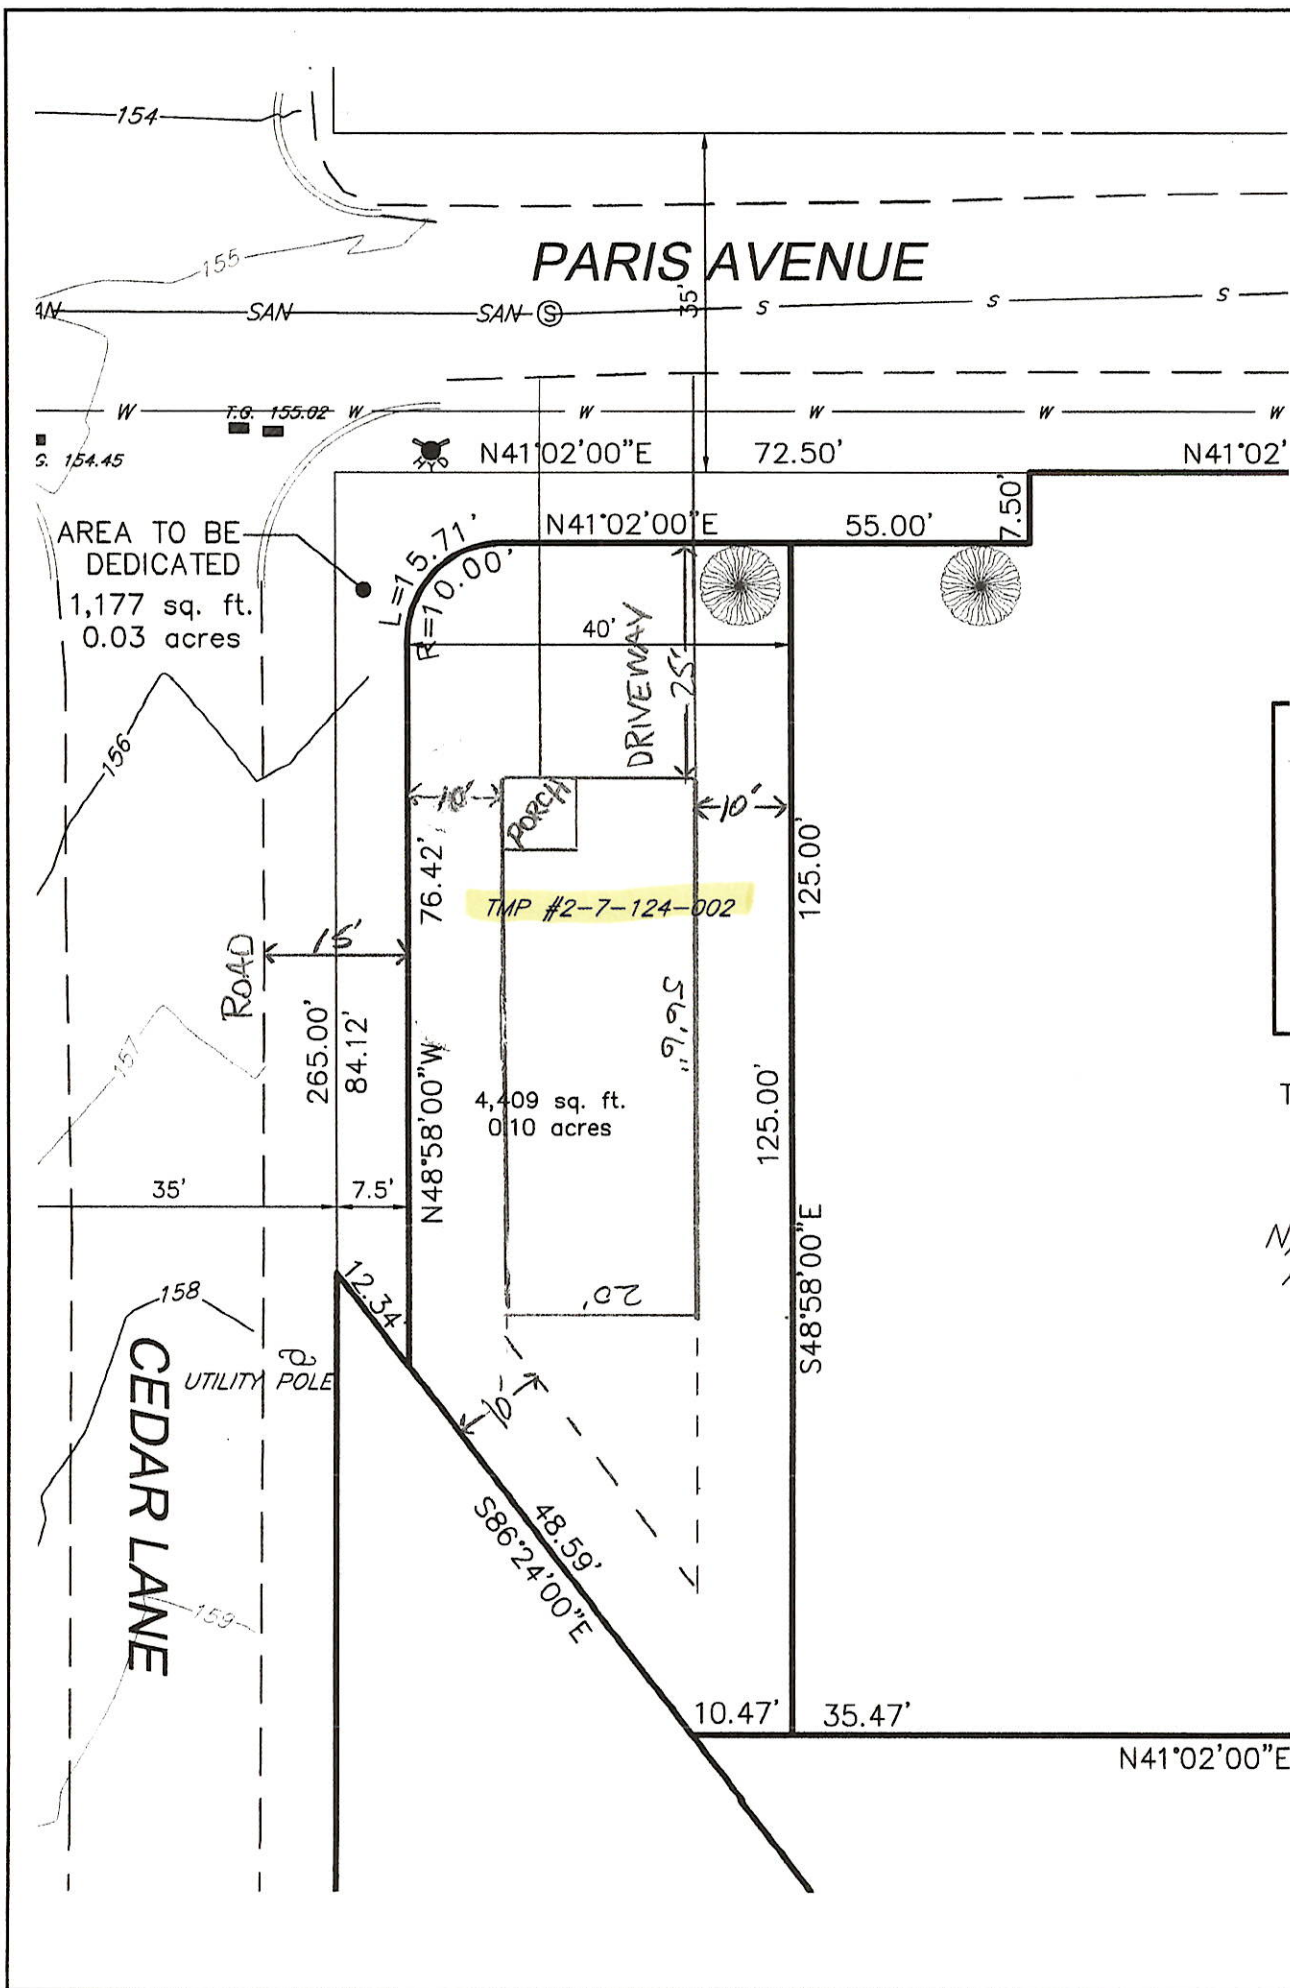 154
155
PARIS AVENUE
35'
SAN
SAN
S
S
S
S
W
T.G. 155.02
W
W
W
W
W
154.45
HYD
N41°02'00"E
72.50'
N41°02'
7.50'
AREA TO BE
DEDICATED
1,177 sq. ft.
0.03 acres
L=15.71'
R=10.00'
N41°02'00"E
55.00'
40'
DRIVEWAY
25'
156
10'
PORCH
10'
76.42'
125.00'
TMP #2-7-124-002
15'
ROAD
56'6"
157
265.00'
84.12'
N48°58'00"W
4,409 sq. ft.
0.10 acres
125.00'
35'
7.5'
S48°58'00"E
158
12.34'
20'
CEDAR LANE
UTILITY POLE
10'
48.59'
S86°24'00"E
159
10.47'
35.47'
N41°02'00"E